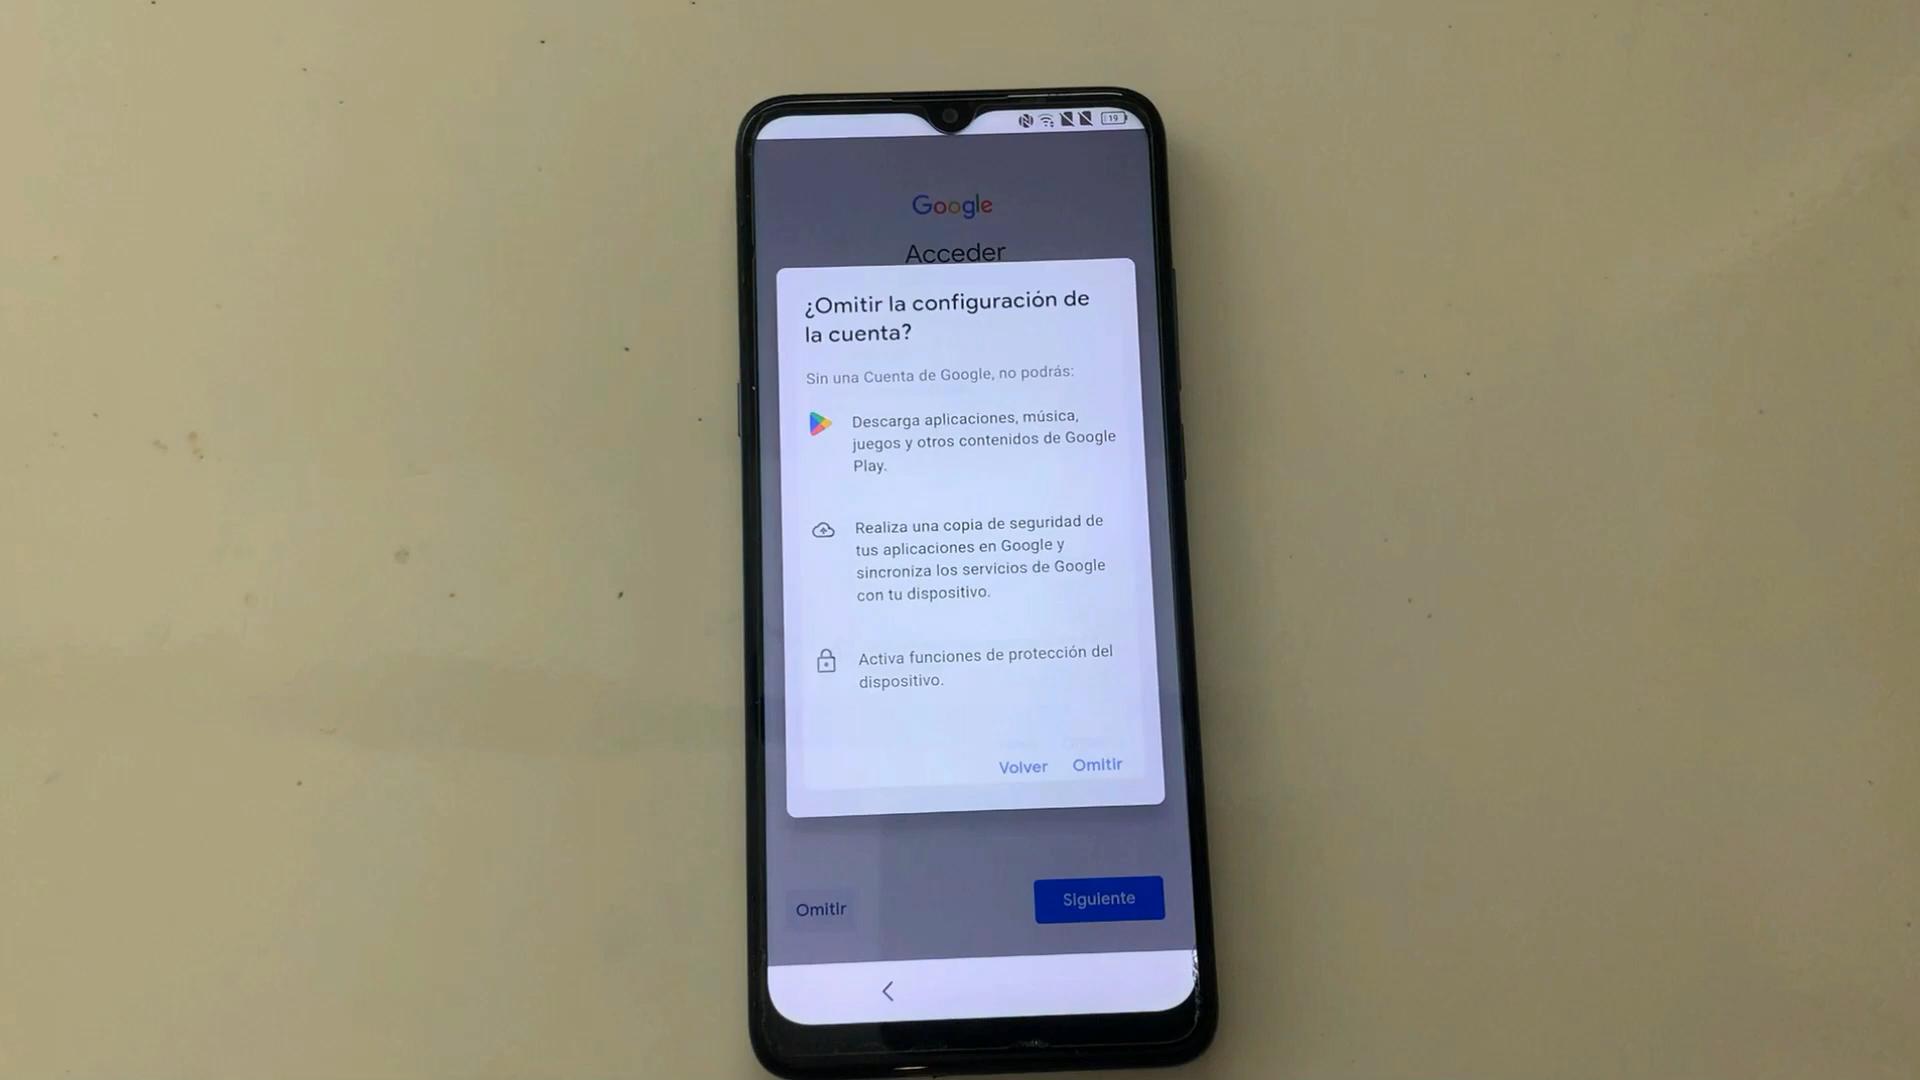 19
Google
Acceder
¿Omitir la configuración de
la cuenta?
Sin una Cuenta de Google, no podrás:
Descarga aplicaciones, música,
juegos y otros contenidos de Google
Play.
Realiza una copia de seguridad de
tus aplicaciones en Google y
sincroniza los servicios de Google
con tu dispositivo.
Activa funciones de protección del
dispositivo.
Volver Omitir
Omitir Siguiente